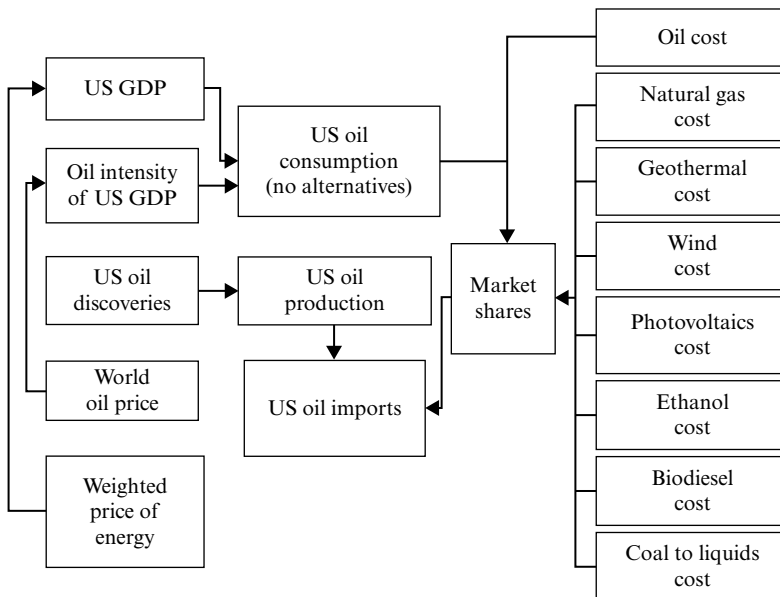 US GDP
Oil intensity
of US GDP
US oil
discoveries
World
oil price
Weighted
price of
energy
US oil
consumption
(no alternatives)
US oil
production
US oil imports
Market
shares
Oil cost
Natural gas
cost
Geothermal
cost
Wind
cost
Photovoltaics
cost
Ethanol
cost
Biodiesel
cost
Coal to liquids
cost